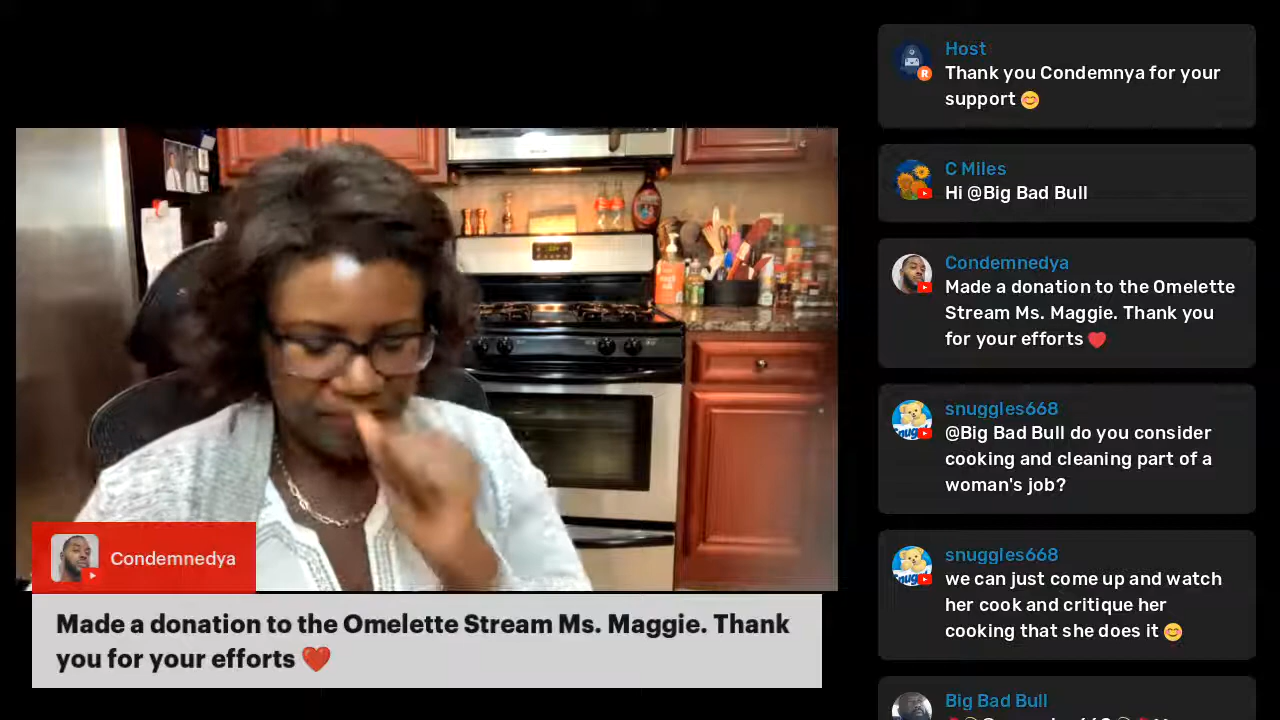 Condemnedya
Made a donation to the Omelette Stream Ms. Maggie. Thank
you for your efforts ❤️
Host
Thank you Condemnya for your
support 😊
C Miles
Hi @Big Bad Bull
Condemnedya
Made a donation to the Omelette
Stream Ms. Maggie. Thank you
for your efforts ❤️
snuggles668
@Big Bad Bull do you consider
cooking and cleaning part of a
woman's job?
snuggles668
we can just come up and watch
her cook and critique her
cooking that she does it 😊
Big Bad Bull